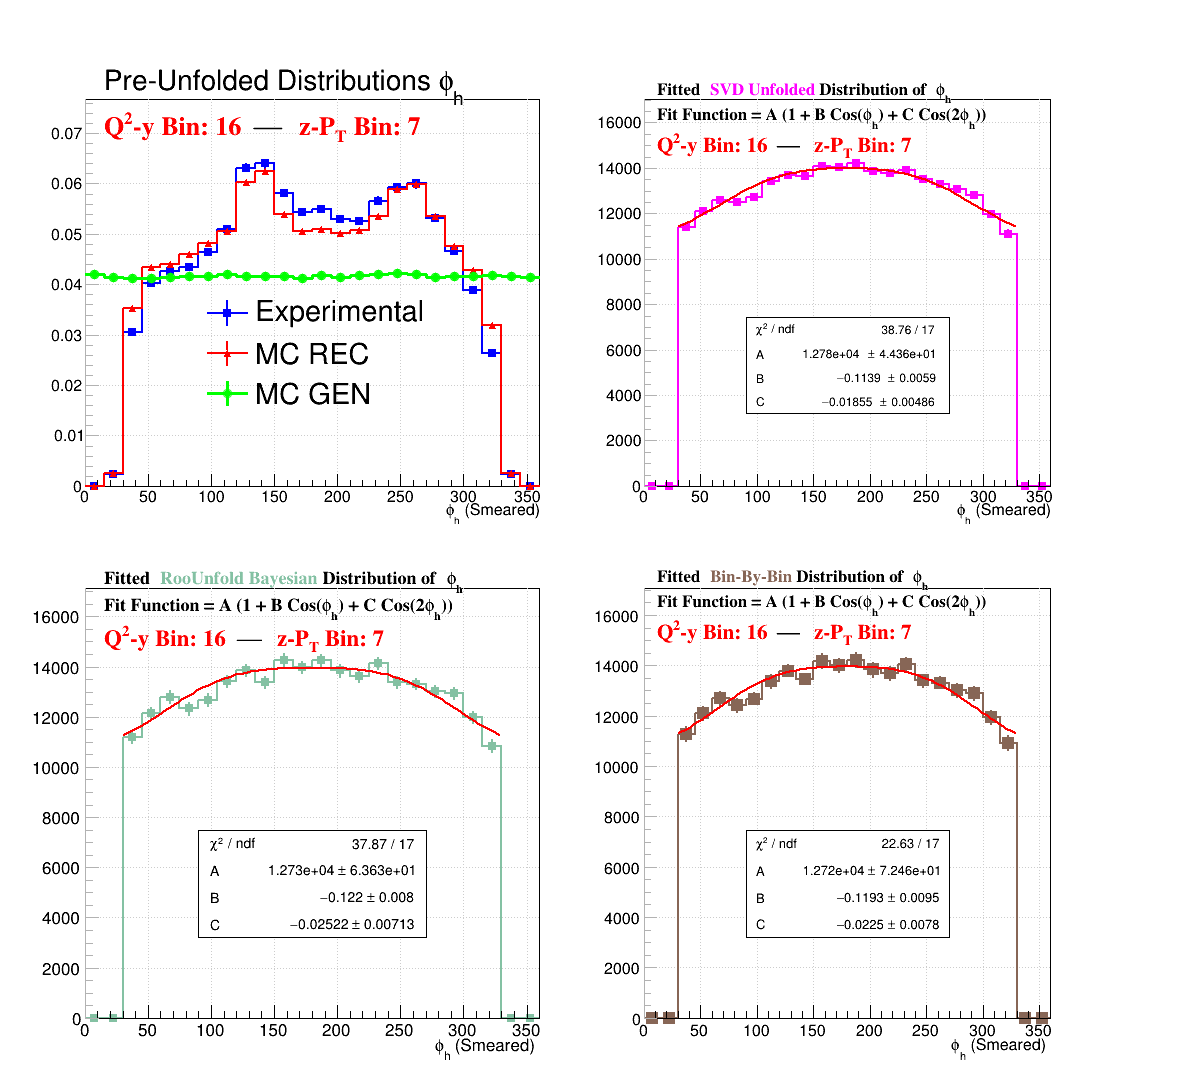 Pre-Unfolded Distributions ϕh
Q²-y Bin: 16 — z-PT Bin: 7
0.07
0.06
0.05
0.04
0.03
0.02
0.01
0
Experimental
MC REC
MC GEN
0 50 100 150 200 250 300 350
ϕh (Smeared)
Fitted SVD Unfolded Distribution of ϕh
Fit Function = A (1 + B Cos(ϕh) + C Cos(2ϕh))
Q²-y Bin: 16 — z-PT Bin: 7
16000
14000
12000
10000
8000
6000
4000
2000
0
χ² / ndf 38.76 / 17
A 1.278e+04 ± 4.436e+01
B −0.1139 ± 0.0059
C −0.01855 ± 0.00486
0 50 100 150 200 250 300 350
ϕh (Smeared)
Fitted RooUnfold Bayesian Distribution of ϕh
Fit Function = A (1 + B Cos(ϕh) + C Cos(2ϕh))
Q²-y Bin: 16 — z-PT Bin: 7
16000
14000
12000
10000
8000
6000
4000
2000
0
χ² / ndf 37.87 / 17
A 1.273e+04 ± 6.363e+01
B −0.122 ± 0.008
C −0.02522 ± 0.00713
0 50 100 150 200 250 300 350
ϕh (Smeared)
Fitted Bin-By-Bin Distribution of ϕh
Fit Function = A (1 + B Cos(ϕh) + C Cos(2ϕh))
Q²-y Bin: 16 — z-PT Bin: 7
16000
14000
12000
10000
8000
6000
4000
2000
0
χ² / ndf 22.63 / 17
A 1.272e+04 ± 7.246e+01
B −0.1193 ± 0.0095
C −0.0225 ± 0.0078
0 50 100 150 200 250 300 350
ϕh (Smeared)